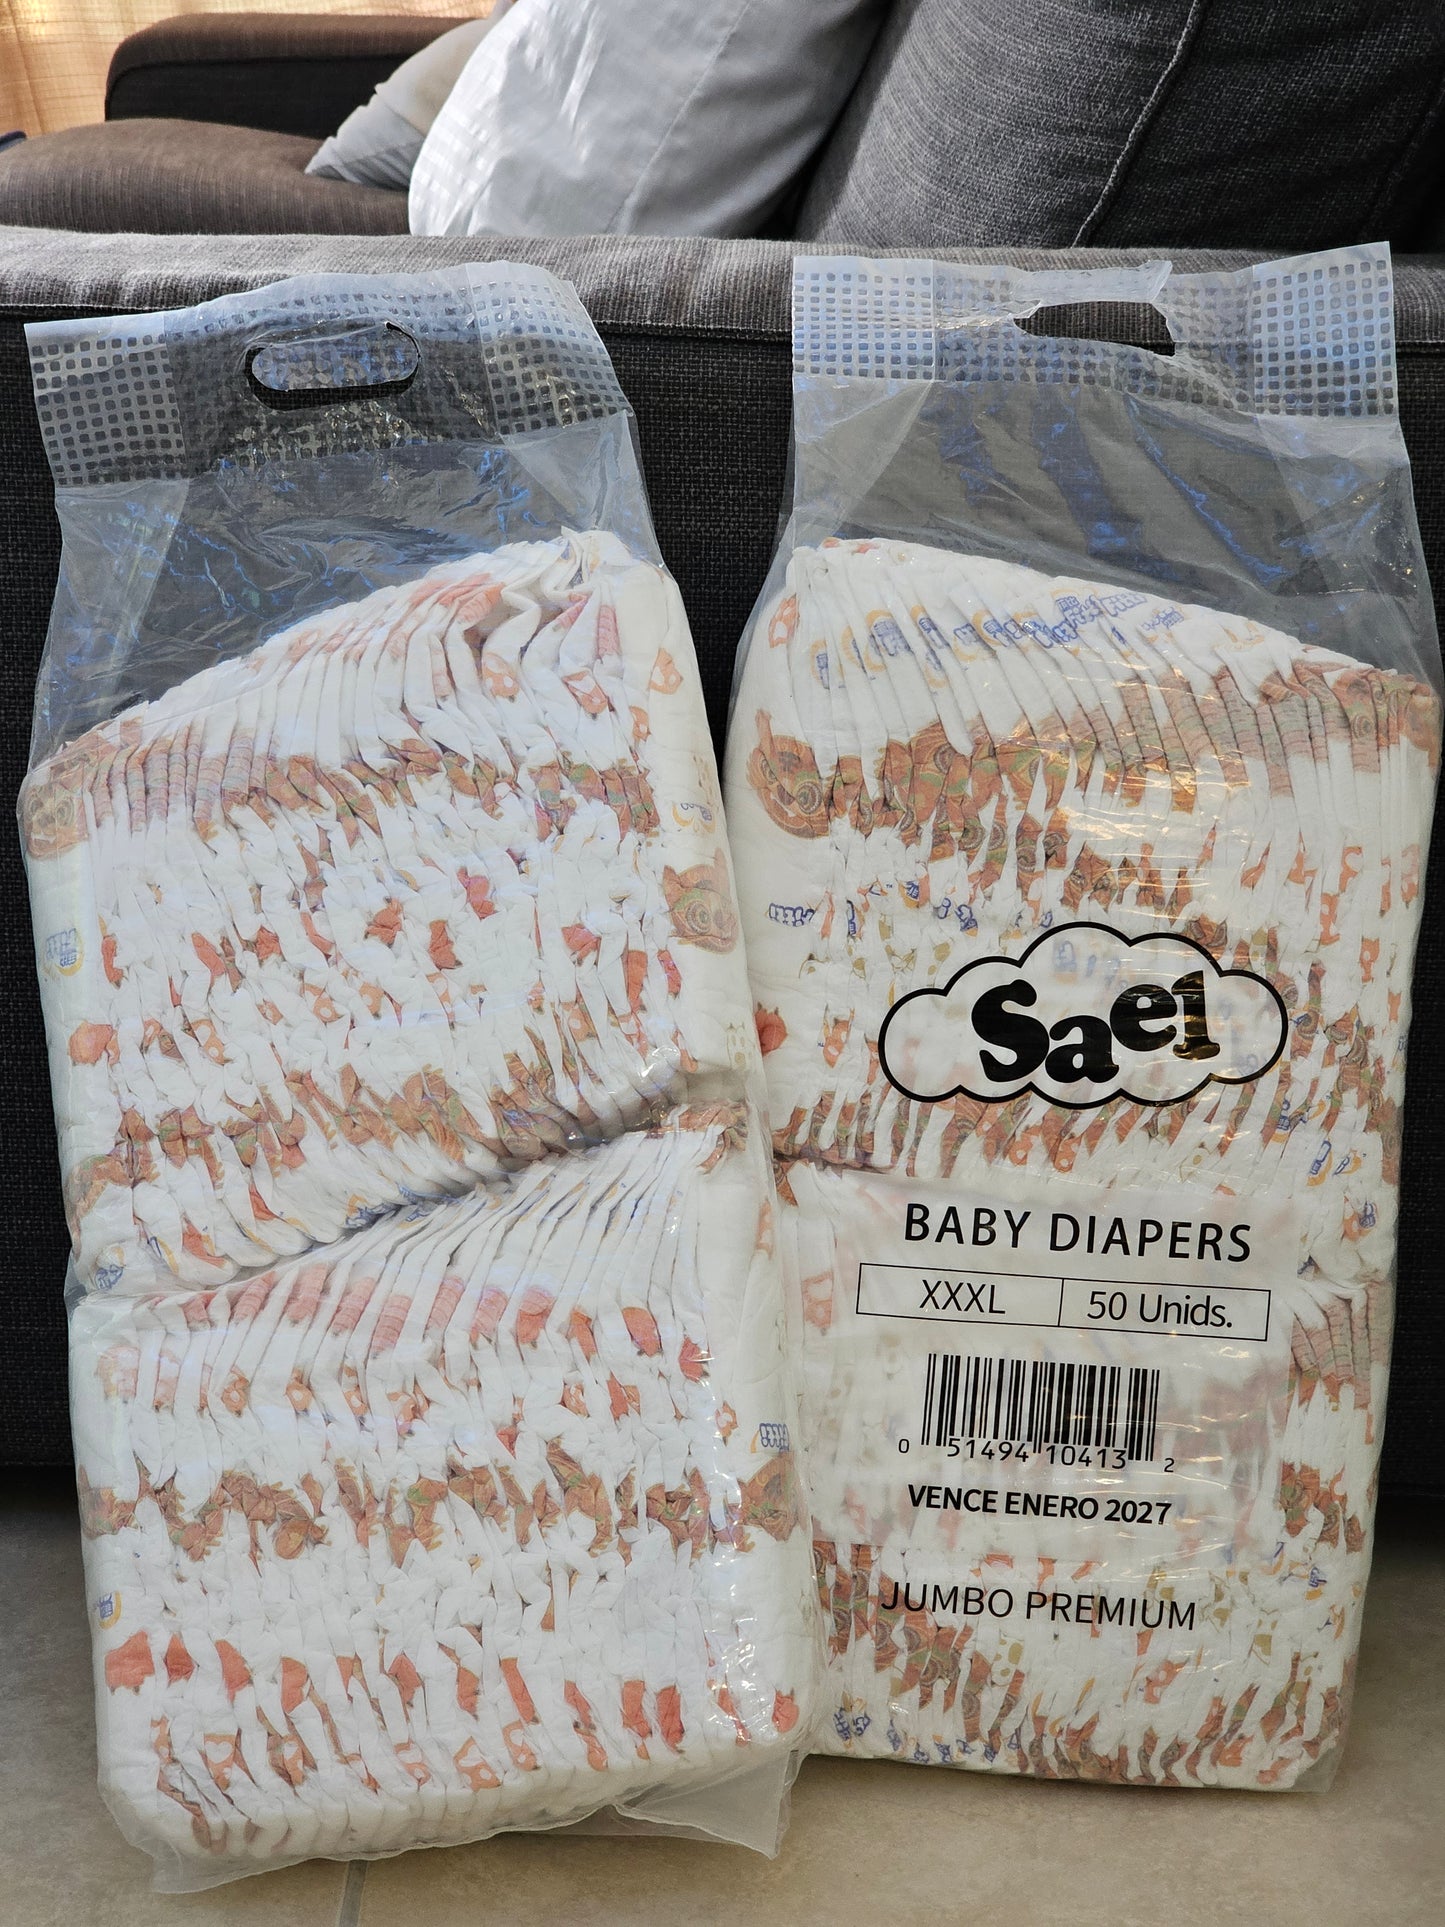 Sael
BABY DIAPERS
XXXL
50 Unids.
0 51494 10413 2
VENCE ENERO 2027
JUMBO PREMIUM